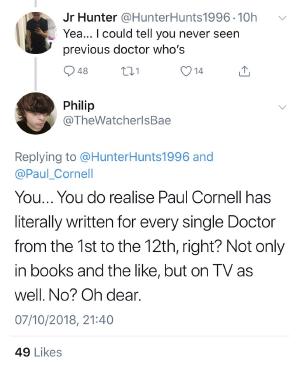 Jr Hunter @HunterHunts1996 · 10h
Yea... I could tell you never seen
previous doctor who's
48 1 14
Philip
@TheWatcherIsBae
Replying to @HunterHunts1996 and
@Paul_Cornell
You... You do realise Paul Cornell has
literally written for every single Doctor
from the 1st to the 12th, right? Not only
in books and the like, but on TV as
well. No? Oh dear.
07/10/2018, 21:40
49 Likes